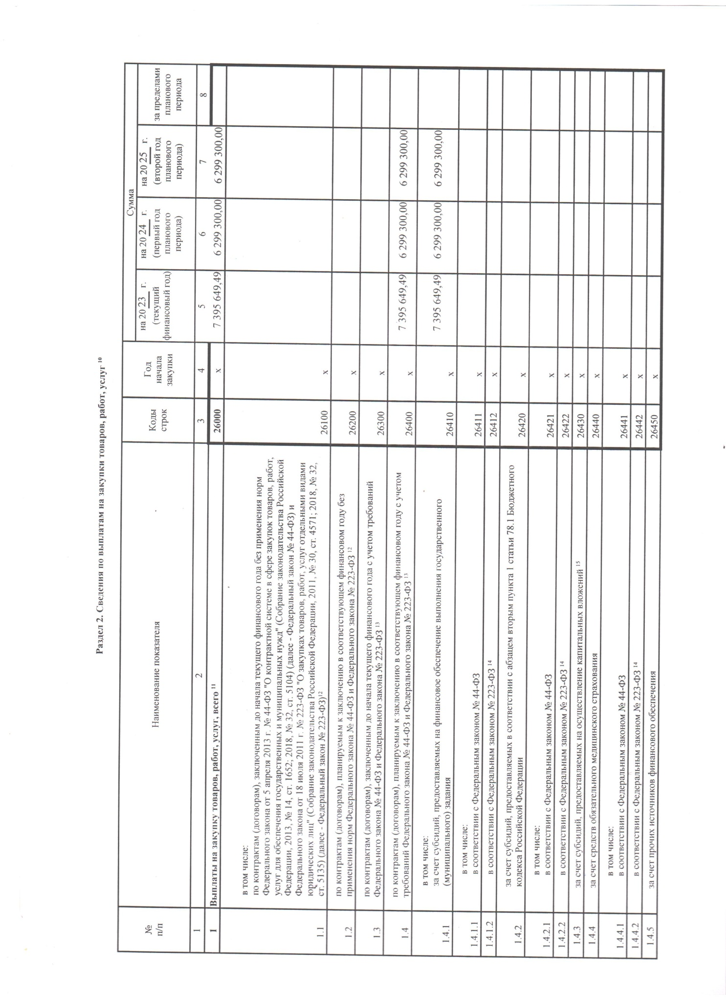 Раздел 2. Сведения по выплатам на закупки товаров, работ, услуг 10
№ п/п
Наименование показателя
Коды строк
Год начала закупки
Сумма
на 20 23 г. (текущий финансовый год)
на 20 24 г. (первый год планового периода)
на 20 25 г. (второй год планового периода)
за пределами планового периода
1 2 3 4 5 6 7 8
1 Выплаты на закупку товаров, работ, услуг, всего 11 26000 х 7 395 649,49 6 299 300,00 6 299 300,00
в том числе:
по контрактам (договорам), заключенным до начала текущего финансового года без применения норм
Федерального закона от 5 апреля 2013 г. № 44-ФЗ "О контрактной системе в сфере закупок товаров, работ,
услуг для обеспечения государственных и муниципальных нужд" (Собрание законодательства Российской
Федерации, 2013, № 14, ст. 1652; 2018, № 32, ст. 5104) (далее - Федеральный закон № 44-ФЗ) и
Федерального закона от 18 июля 2011 г. № 223-ФЗ "О закупках товаров, работ, услуг отдельными видами
юридических лиц" (Собрание законодательства Российской Федерации, 2011, № 30, ст. 4571; 2018, № 32,
1.1 ст. 5135) (далее - Федеральный закон № 223-ФЗ)12 26100 х
по контрактам (договорам), планируемым к заключению в соответствующем финансовом году без
1.2 применения норм Федерального закона № 44-ФЗ и Федерального закона № 223-ФЗ 12 26200 х
по контрактам (договорам), заключенным до начала текущего финансового года с учетом требований
1.3 Федерального закона № 44-ФЗ и Федерального закона № 223-ФЗ 13 26300 х
по контрактам (договорам), планируемым к заключению в соответствующем финансовом году с учетом
1.4 требований Федерального закона № 44-ФЗ и Федерального закона № 223-ФЗ 13 26400 х 7 395 649,49 6 299 300,00 6 299 300,00
в том числе:
за счет субсидий, предоставляемых на финансовое обеспечение выполнения государственного
1.4.1 (муниципального) задания 26410 х 7 395 649,49 6 299 300,00 6 299 300,00
в том числе:
1.4.1.1 в соответствии с Федеральным законом № 44-ФЗ 26411 х
1.4.1.2 в соответствии с Федеральным законом № 223-ФЗ 14 26412 х
за счет субсидий, предоставляемых в соответствии с абзацем вторым пункта 1 статьи 78.1 Бюджетного
1.4.2 кодекса Российской Федерации 26420 х
в том числе:
1.4.2.1 в соответствии с Федеральным законом № 44-ФЗ 26421 х
1.4.2.2 в соответствии с Федеральным законом № 223-ФЗ 14 26422 х
1.4.3 за счет субсидий, предоставляемых на осуществление капитальных вложений 15 26430 х
1.4.4 за счет средств обязательного медицинского страхования 26440 х
в том числе:
1.4.4.1 в соответствии с Федеральным законом № 44-ФЗ 26441 х
1.4.4.2 в соответствии с Федеральным законом № 223-ФЗ 14 26442 х
1.4.5 за счет прочих источников финансового обеспечения 26450 х